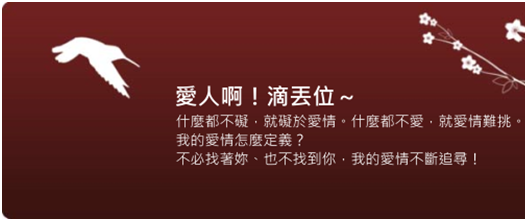 愛人啊！滴丟位～
什麼都不礙，就礙於愛情。什麼都不愛，就愛情難挑。
我的愛情怎麼定義？
不必找著妳、也不找到你，我的愛情不斷追尋！